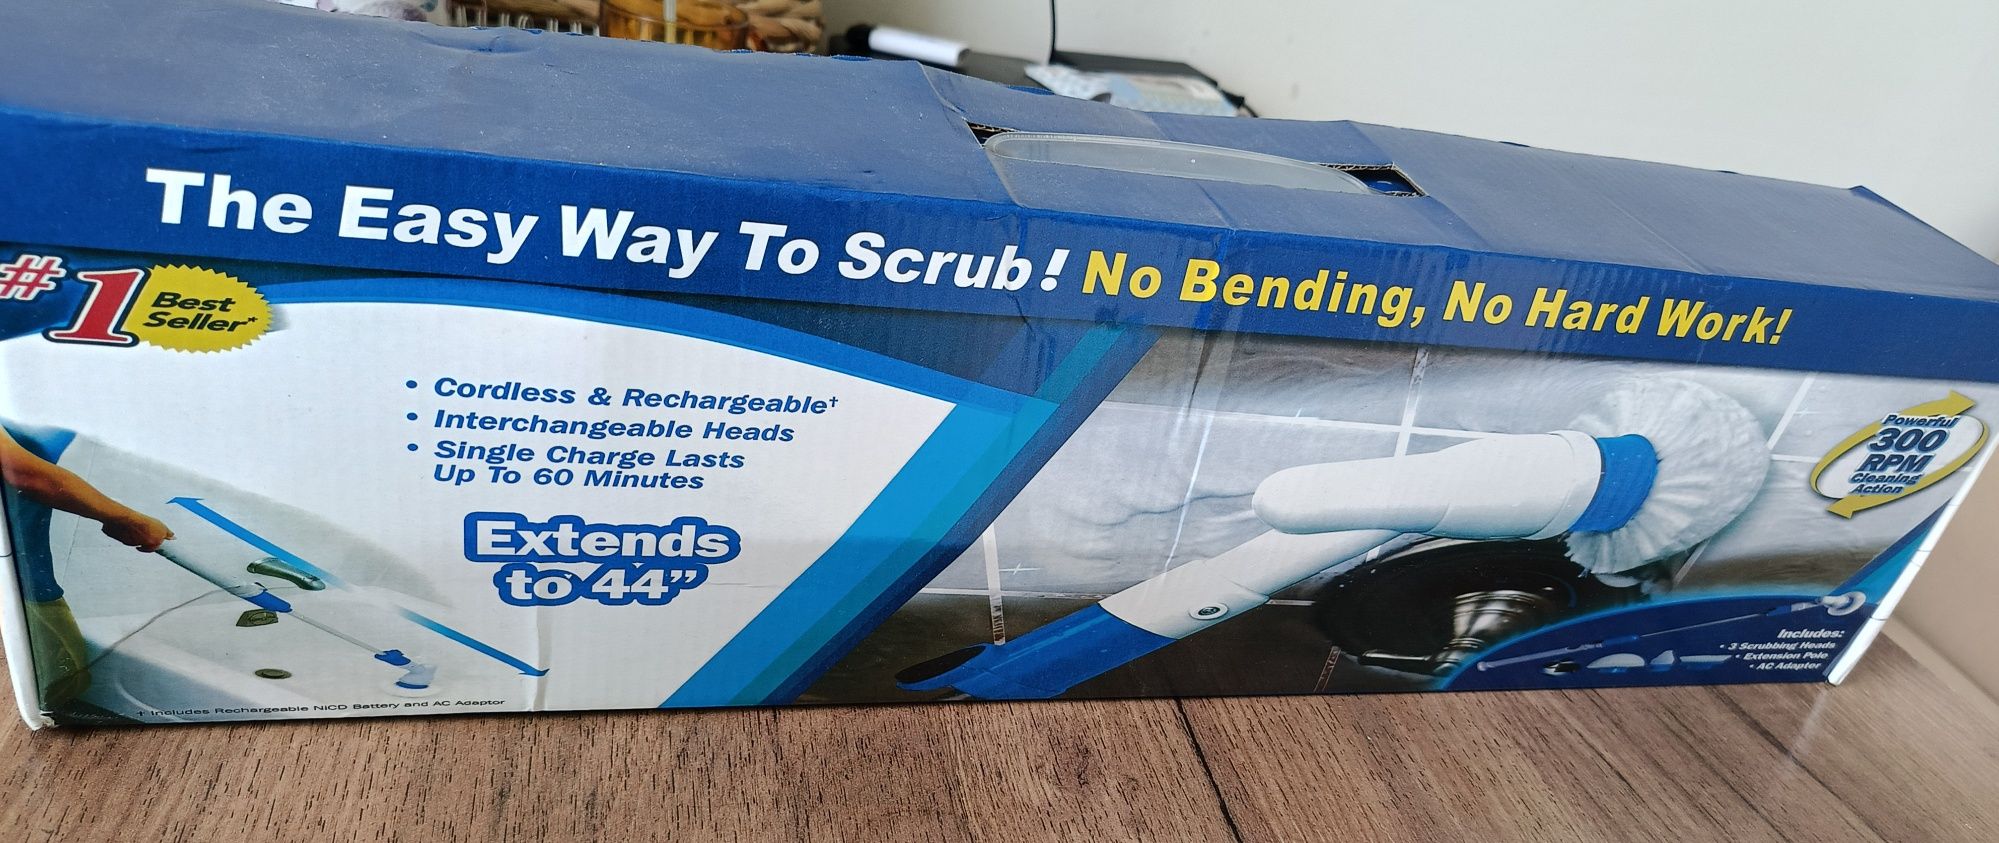 The Easy Way To Scrub! No Bending, No Hard Work!
#1 Best
Seller*
• Cordless & Rechargeable†
• Interchangeable Heads
• Single Charge Lasts
Up To 60 Minutes
Extends
to 44”
† Includes Rechargeable NiCD Battery and AC Adaptor
Powerful
300
RPM
Cleaning
Action
Includes:
• 3 Scrubbing Heads
• Extension Pole
• AC Adapter